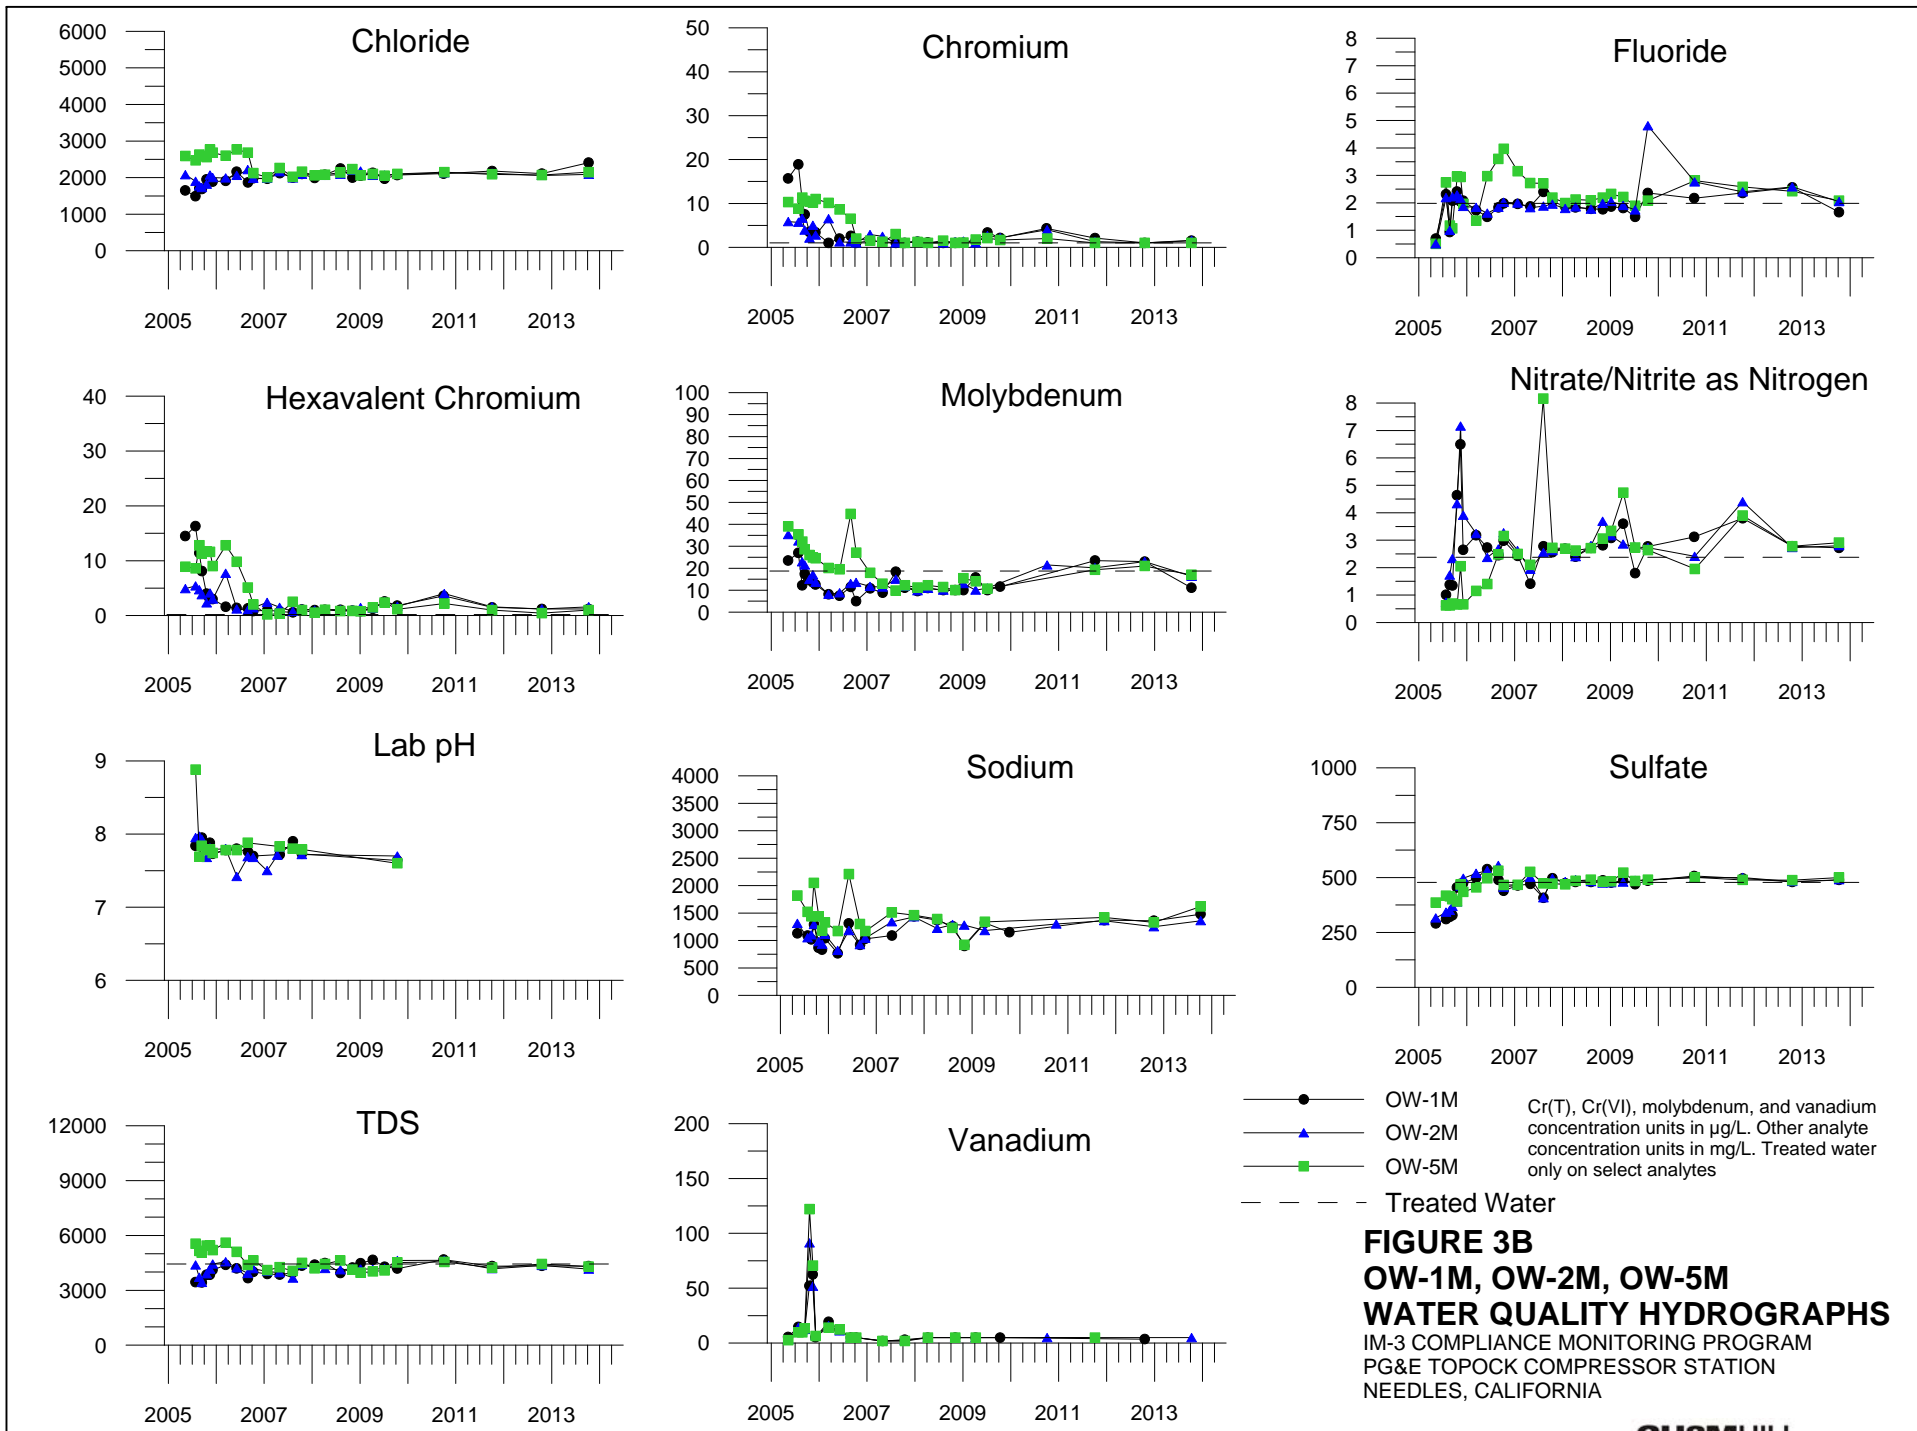 Chloride
6000
5000
4000
3000
2000
1000
0
2005 2007 2009 2011 2013
Chromium
50
40
30
20
10
0
2005 2007 2009 2011 2013
Fluoride
8
7
6
5
4
3
2
1
0
2005 2007 2009 2011 2013
Hexavalent Chromium
40
30
20
10
0
2005 2007 2009 2011 2013
Molybdenum
100
90
80
70
60
50
40
30
20
10
0
2005 2007 2009 2011 2013
Nitrate/Nitrite as Nitrogen
8
7
6
5
4
3
2
1
0
2005 2007 2009 2011 2013
Lab pH
9
8
7
6
2005 2007 2009 2011 2013
Sodium
4000
3500
3000
2500
2000
1500
1000
500
0
2005 2007 2009 2011 2013
Sulfate
1000
750
500
250
0
2005 2007 2009 2011 2013
TDS
12000
9000
6000
3000
0
2005 2007 2009 2011 2013
Vanadium
200
150
100
50
0
2005 2007 2009 2011 2013
OW-1M
OW-2M
OW-5M
Treated Water
Cr(T), Cr(VI), molybdenum, and vanadium
concentration units in µg/L. Other analyte
concentration units in mg/L. Treated water
only on select analytes
FIGURE 3B
OW-1M, OW-2M, OW-5M
WATER QUALITY HYDROGRAPHS
IM-3 COMPLIANCE MONITORING PROGRAM
PG&E TOPOCK COMPRESSOR STATION
NEEDLES, CALIFORNIA